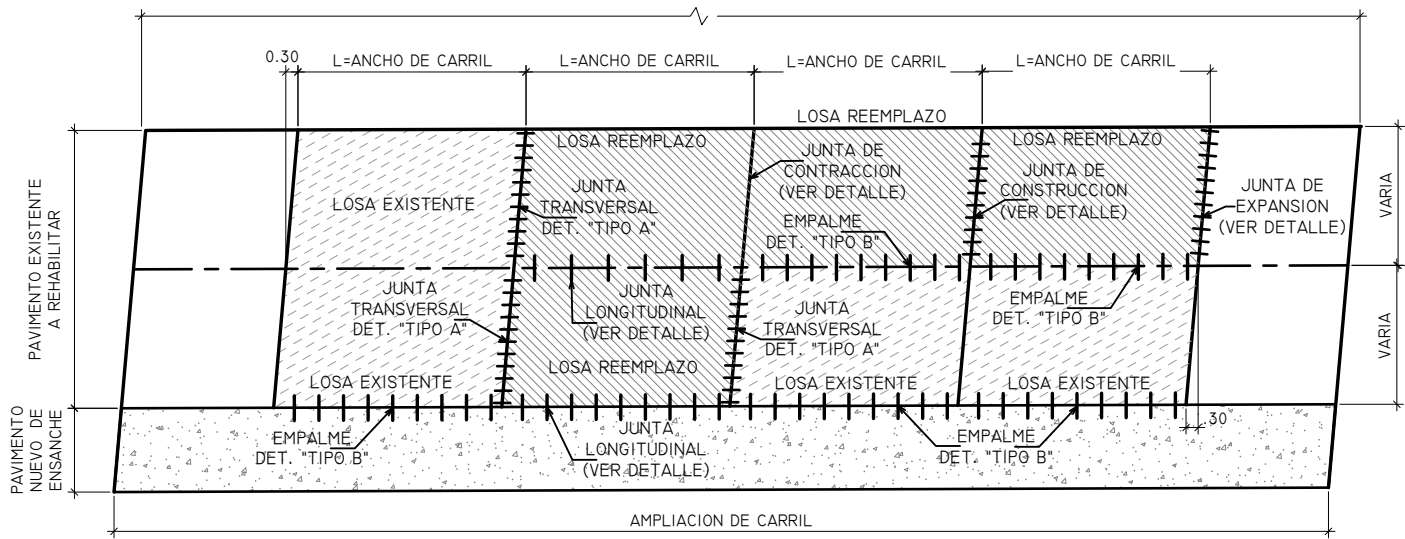 0.30
L=ANCHO DE CARRIL
L=ANCHO DE CARRIL
L=ANCHO DE CARRIL
L=ANCHO DE CARRIL
LOSA REEMPLAZO
LOSA REEMPLAZO
LOSA REEMPLAZO
PAVIMENTO EXISTENTE
A REHABILITAR
LOSA EXISTENTE
JUNTA
TRANSVERSAL
DET. "TIPO A"
JUNTA DE
CONTRACCION
(VER DETALLE)
EMPALME
DET. "TIPO B"
JUNTA DE
CONSTRUCCION
(VER DETALLE)
JUNTA DE
EXPANSION
(VER DETALLE)
VARIA
JUNTA
TRANSVERSAL
DET. "TIPO A"
JUNTA
LONGITUDINAL
(VER DETALLE)
JUNTA
TRANSVERSAL
DET. "TIPO A"
EMPALME
DET. "TIPO B"
VARIA
LOSA EXISTENTE
LOSA REEMPLAZO
LOSA EXISTENTE
LOSA EXISTENTE
30
PAVIMENTO
NUEVO DE
ENSANCHE
EMPALME
DET. "TIPO B"
JUNTA
LONGITUDINAL
(VER DETALLE)
EMPALME
DET. "TIPO B"
AMPLIACION DE CARRIL